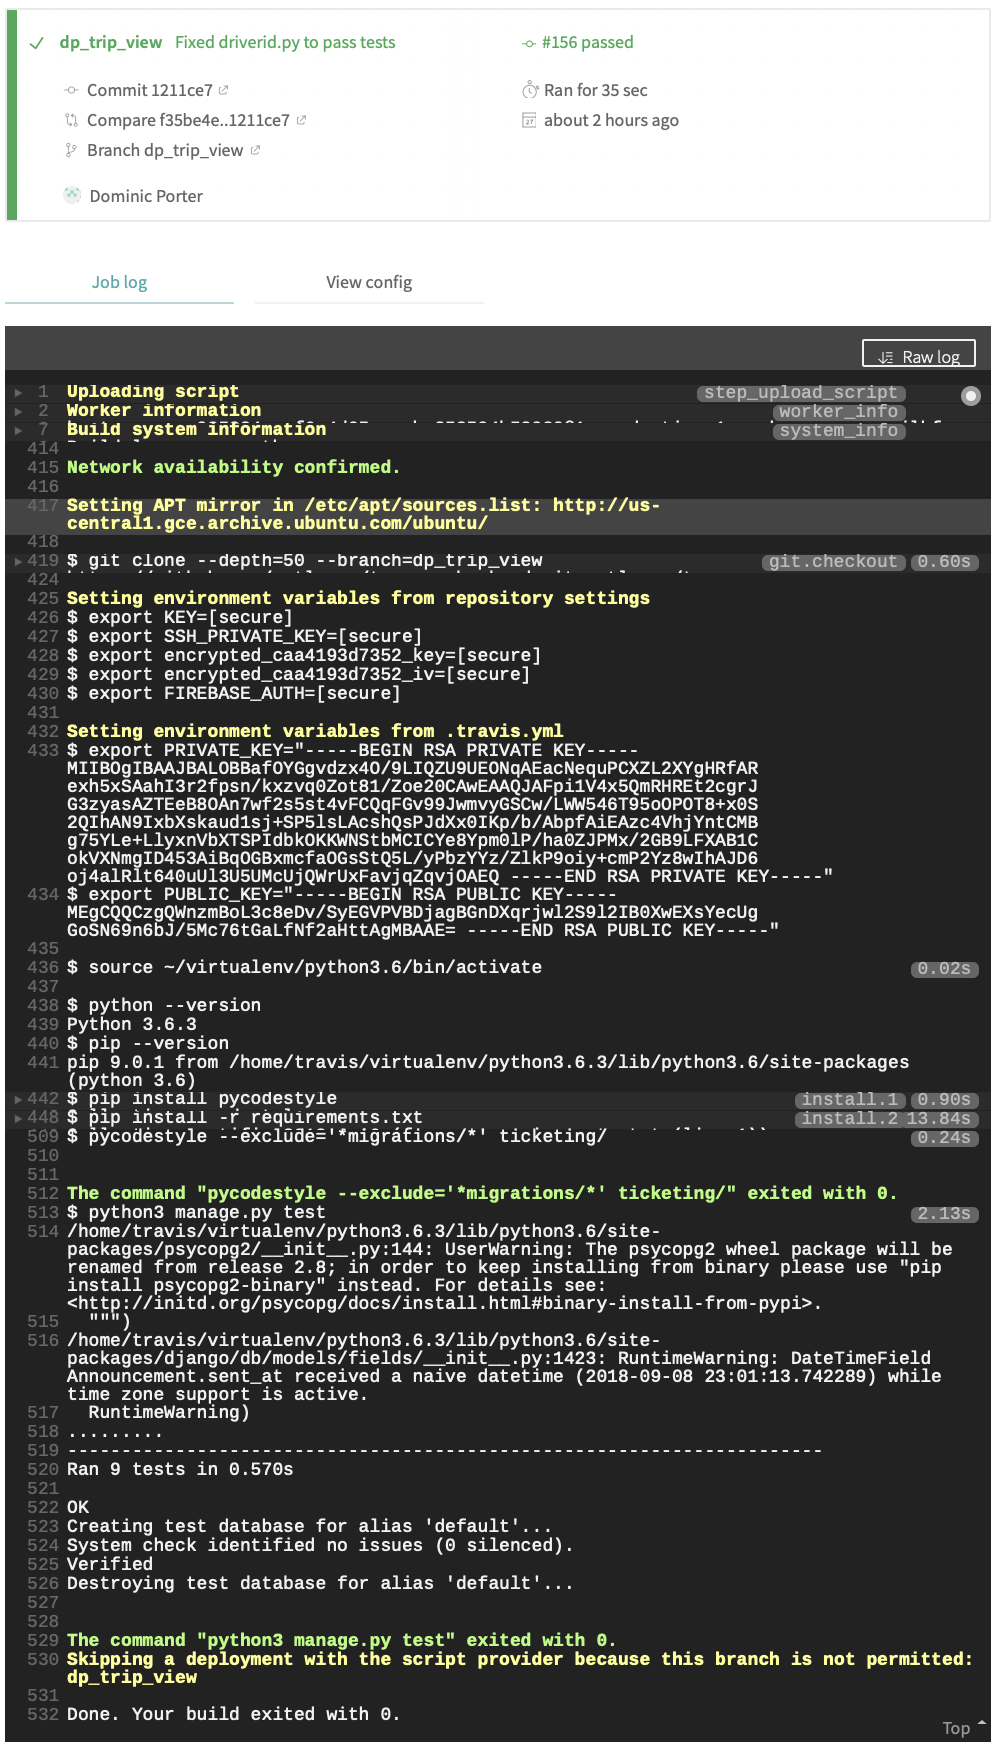 dp_trip_view Fixed driverid.py to pass tests
#156 passed
Commit 1211ce7
Ran for 35 sec
Compare f35be4e..1211ce7
about 2 hours ago
Branch dp_trip_view
Dominic Porter
Job log
View config
Raw log
1 Uploading script step_upload_script
2 Worker information worker_info
7 Build system information system_info
414
415 Network availability confirmed.
416
417 Setting APT mirror in /etc/apt/sources.list: http://us-
central1.gce.archive.ubuntu.com/ubuntu/
418
419 $ git clone --depth=50 --branch=dp_trip_view git.checkout 0.60s
424
425 Setting environment variables from repository settings
426 $ export KEY=[secure]
427 $ export SSH_PRIVATE_KEY=[secure]
428 $ export encrypted_caa4193d7352_key=[secure]
429 $ export encrypted_caa4193d7352_iv=[secure]
430 $ export FIREBASE_AUTH=[secure]
431
432 Setting environment variables from .travis.yml
433 $ export PRIVATE_KEY="-----BEGIN RSA PRIVATE KEY-----
MIIBOgIBAAJBALOBBafOYGgvdzx4O/9LIQZU9UEONqAEacNequPCXZL2XYgHRfAR
exh5xSAahI3r2fpsn/kxzvq0Zot81/Zoe20CAwEAAQJAFpi1V4x5QmRHREt2cgrJ
G3zyasAZTEeB8OAn7wf2s5st4vFCQqFGv99JwmvyGSCw/LWW546T95oOPOT8+x0S
2QIhAN9IxbXskaud1sj+SP5lsLAcshQsPJdXx0IKp/b/AbpfAiEAzc4VhjYntCMB
g75YLe+LlyxnVbXTSPIdbkOKKWNStbMCICYe8Ypm0lP/ha0ZJPMx/2GB9LFXAB1C
okVXNmgID453AiBqOGBxmcfaOGsStQ5L/yPbzYYz/ZlkP9oiy+cmP2Yz8wIhAJD6
oj4alRlt640uUl3U5UMcUjQWrUxFavjqZqvjOAEQ -----END RSA PRIVATE KEY-----"
434 $ export PUBLIC_KEY="-----BEGIN RSA PUBLIC KEY-----
MEgCQQCzgQWnzmBoL3c8eDv/SyEGVPVBDjagBGnDXqrjwl2S9l2IB0XwEXsYecUg
GoSN69n6bJ/5Mc76tGaLfNf2aHttAgMBAAE= -----END RSA PUBLIC KEY-----"
435
436 $ source ~/virtualenv/python3.6/bin/activate 0.02s
437
438 $ python --version
439 Python 3.6.3
440 $ pip --version
441 pip 9.0.1 from /home/travis/virtualenv/python3.6.3/lib/python3.6/site-packages
(python 3.6)
442 $ pip install pycodestyle install.1 0.90s
448 $ pip install -r requirements.txt install.2 13.84s
509 $ pycodestyle --exclude='*migrations/*' ticketing/ 0.24s
510
511
512 The command "pycodestyle --exclude='*migrations/*' ticketing/" exited with 0.
513 $ python3 manage.py test 2.13s
514 /home/travis/virtualenv/python3.6.3/lib/python3.6/site-
packages/psycopg2/__init__.py:144: UserWarning: The psycopg2 wheel package will be
renamed from release 2.8; in order to keep installing from binary please use "pip
install psycopg2-binary" instead. For details see:
<http://initd.org/psycopg/docs/install.html#binary-install-from-pypi>.
515 """)
516 /home/travis/virtualenv/python3.6.3/lib/python3.6/site-
packages/django/db/models/fields/__init__.py:1423: RuntimeWarning: DateTimeField
Announcement.sent_at received a naive datetime (2018-09-08 23:01:13.742289) while
time zone support is active.
517 RuntimeWarning)
518 .........
519 ----------------------------------------------------------------------
520 Ran 9 tests in 0.570s
521
522 OK
523 Creating test database for alias 'default'...
524 System check identified no issues (0 silenced).
525 Verified
526 Destroying test database for alias 'default'...
527
528
529 The command "python3 manage.py test" exited with 0.
530 Skipping a deployment with the script provider because this branch is not permitted:
dp_trip_view
531
532 Done. Your build exited with 0.
Top